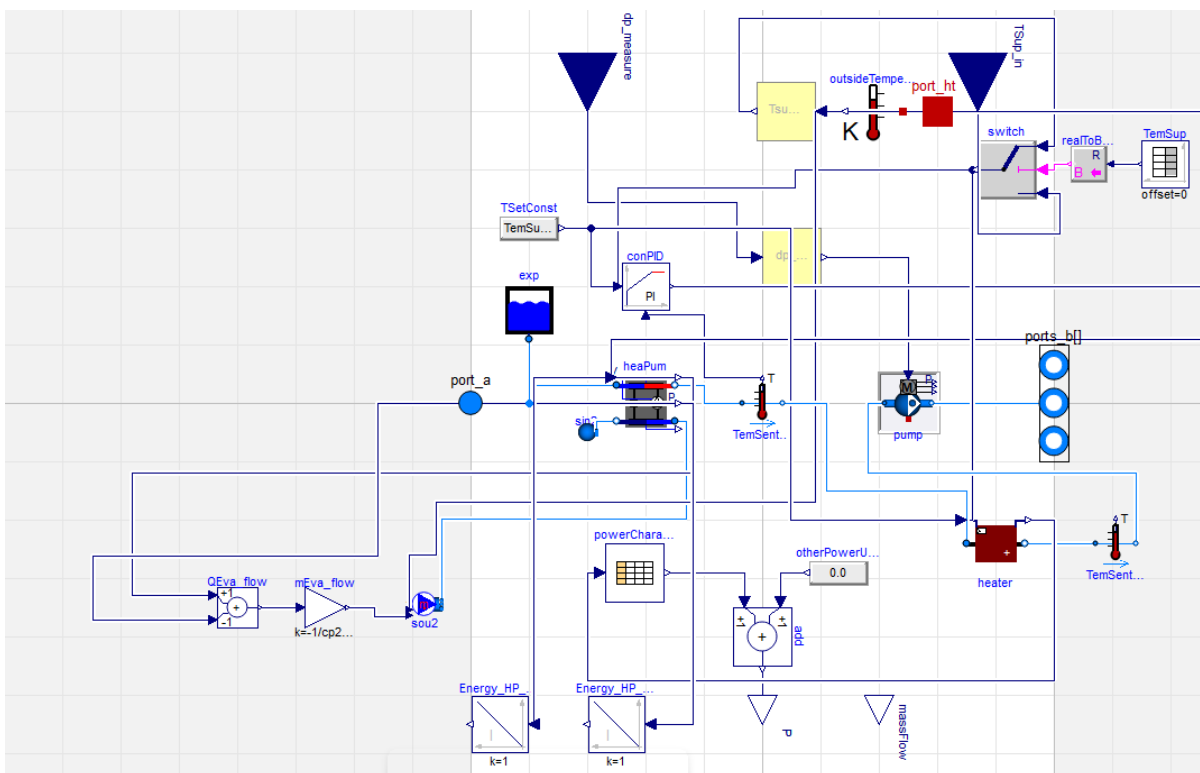 dp_measure
TSup_in
outsideTempe...
port_ht
Tsu...
K
switch
realToB...
R
B
TemSup
offset=0
TSetConst
TemSu...
conPID
PI
dp_...
exp
ports_b[]
port_a
heaPum
P
T
TemSent...
M
P
pump
powerChara...
otherPowerU...
0.0
heater
+
T
TemSent...
QEva_flow
+1
+
-1
mEva_flow
k=-1/cp2...
sou2
+1
+1
+
add
Energy_HP_...
I
k=1
Energy_HP_...
I
k=1
P
massFlow